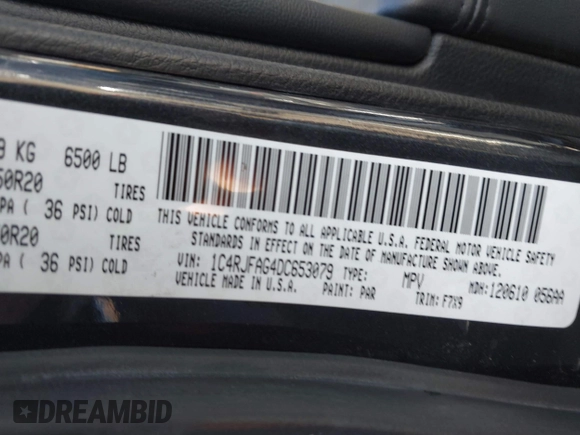 KG 6500 LB
50R20 TIRES
PA ( 36 PSI) COLD
0R20 TIRES
PA ( 36 PSI) COLD
THIS VEHICLE CONFORMS TO ALL APPLICABLE U.S.A. FEDERAL MOTOR VEHICLE SAFETY
STANDARDS IN EFFECT ON THE DATE OF MANUFACTURE SHOWN ABOVE.
VIN: 1C4RJFAG4DC653079 TYPE: MPV MDH: 120610 056AA
VEHICLE MADE IN U.S.A. PAINT: PAR TRIM: F7X9
DREAMBID